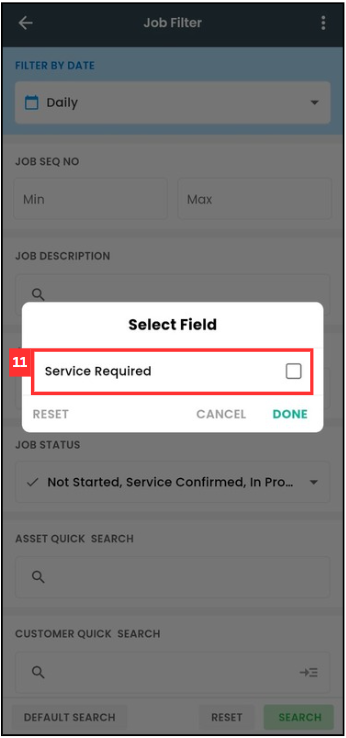 Job Filter
FILTER BY DATE
Daily
JOB SEQ NO
Min Max
JOB DESCRIPTION
Select Field
11
Service Required
RESET CANCEL DONE
JOB STATUS
Not Started, Service Confirmed, In Pro...
ASSET QUICK SEARCH
CUSTOMER QUICK SEARCH
DEFAULT SEARCH RESET SEARCH